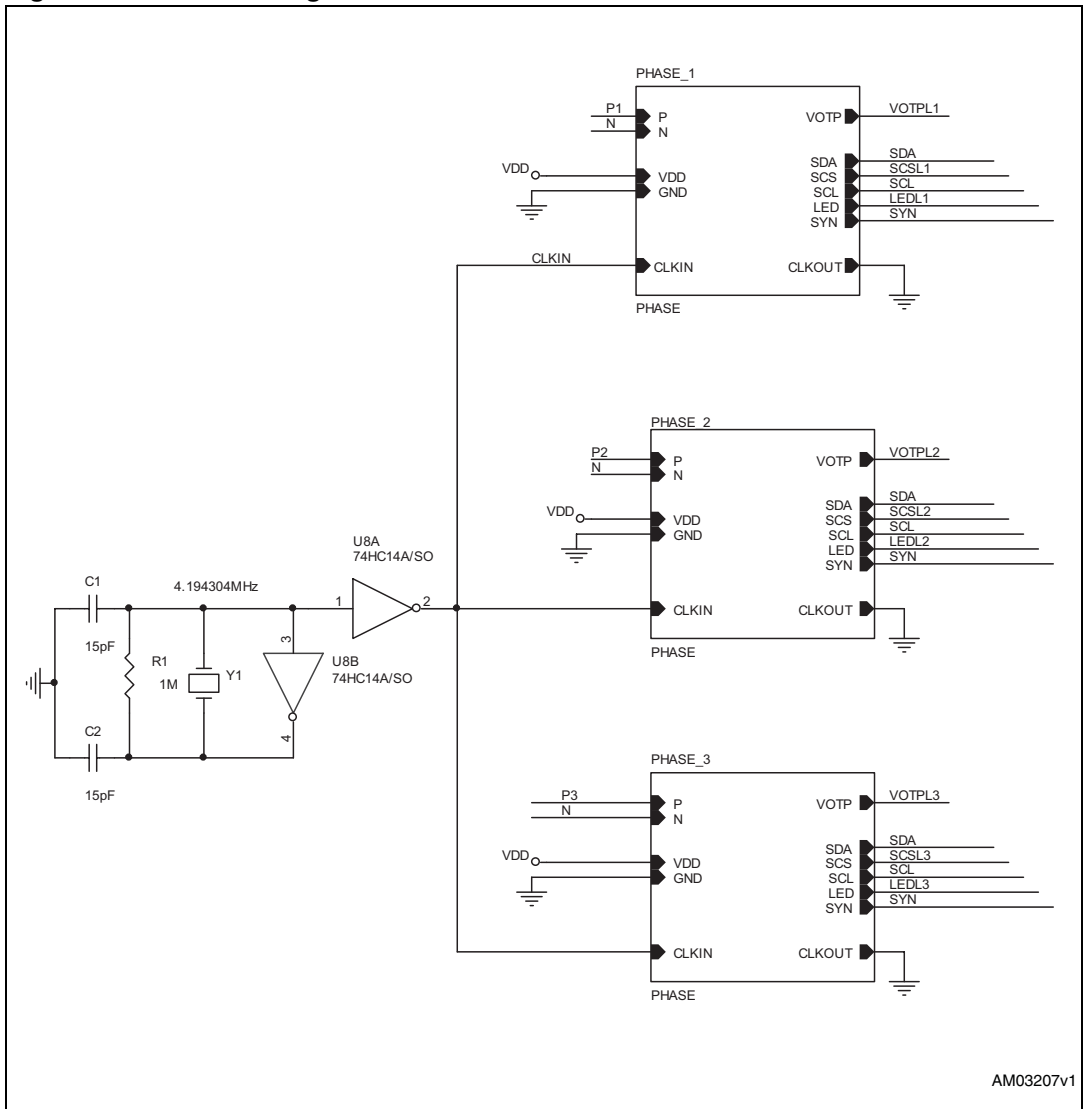 PHASE_1
P1
N
P
N
VDD
VDD
GND
CLKIN
CLKIN
VOTP
VOTPL1
SDA
SCS
SCL
LED
SYN
SDA
SCSL1
SCL
LEDL1
SYN
CLKOUT
PHASE
PHASE_2
P2
N
P
N
VDD
VDD
GND
CLKIN
VOTP
VOTPL2
SDA
SCS
SCL
LED
SYN
SDA
SCSL2
SCL
LEDL2
SYN
CLKOUT
PHASE
U8A
74HC14A/SO
C1
4.194304MHz
1
2
15pF
R1
1M
Y1
3
U8B
74HC14A/SO
4
C2
15pF
PHASE_3
P3
N
P
N
VDD
VDD
GND
CLKIN
VOTP
VOTPL3
SDA
SCS
SCL
LED
SYN
SDA
SCSL3
SCL
LEDL3
SYN
CLKOUT
PHASE
AM03207v1